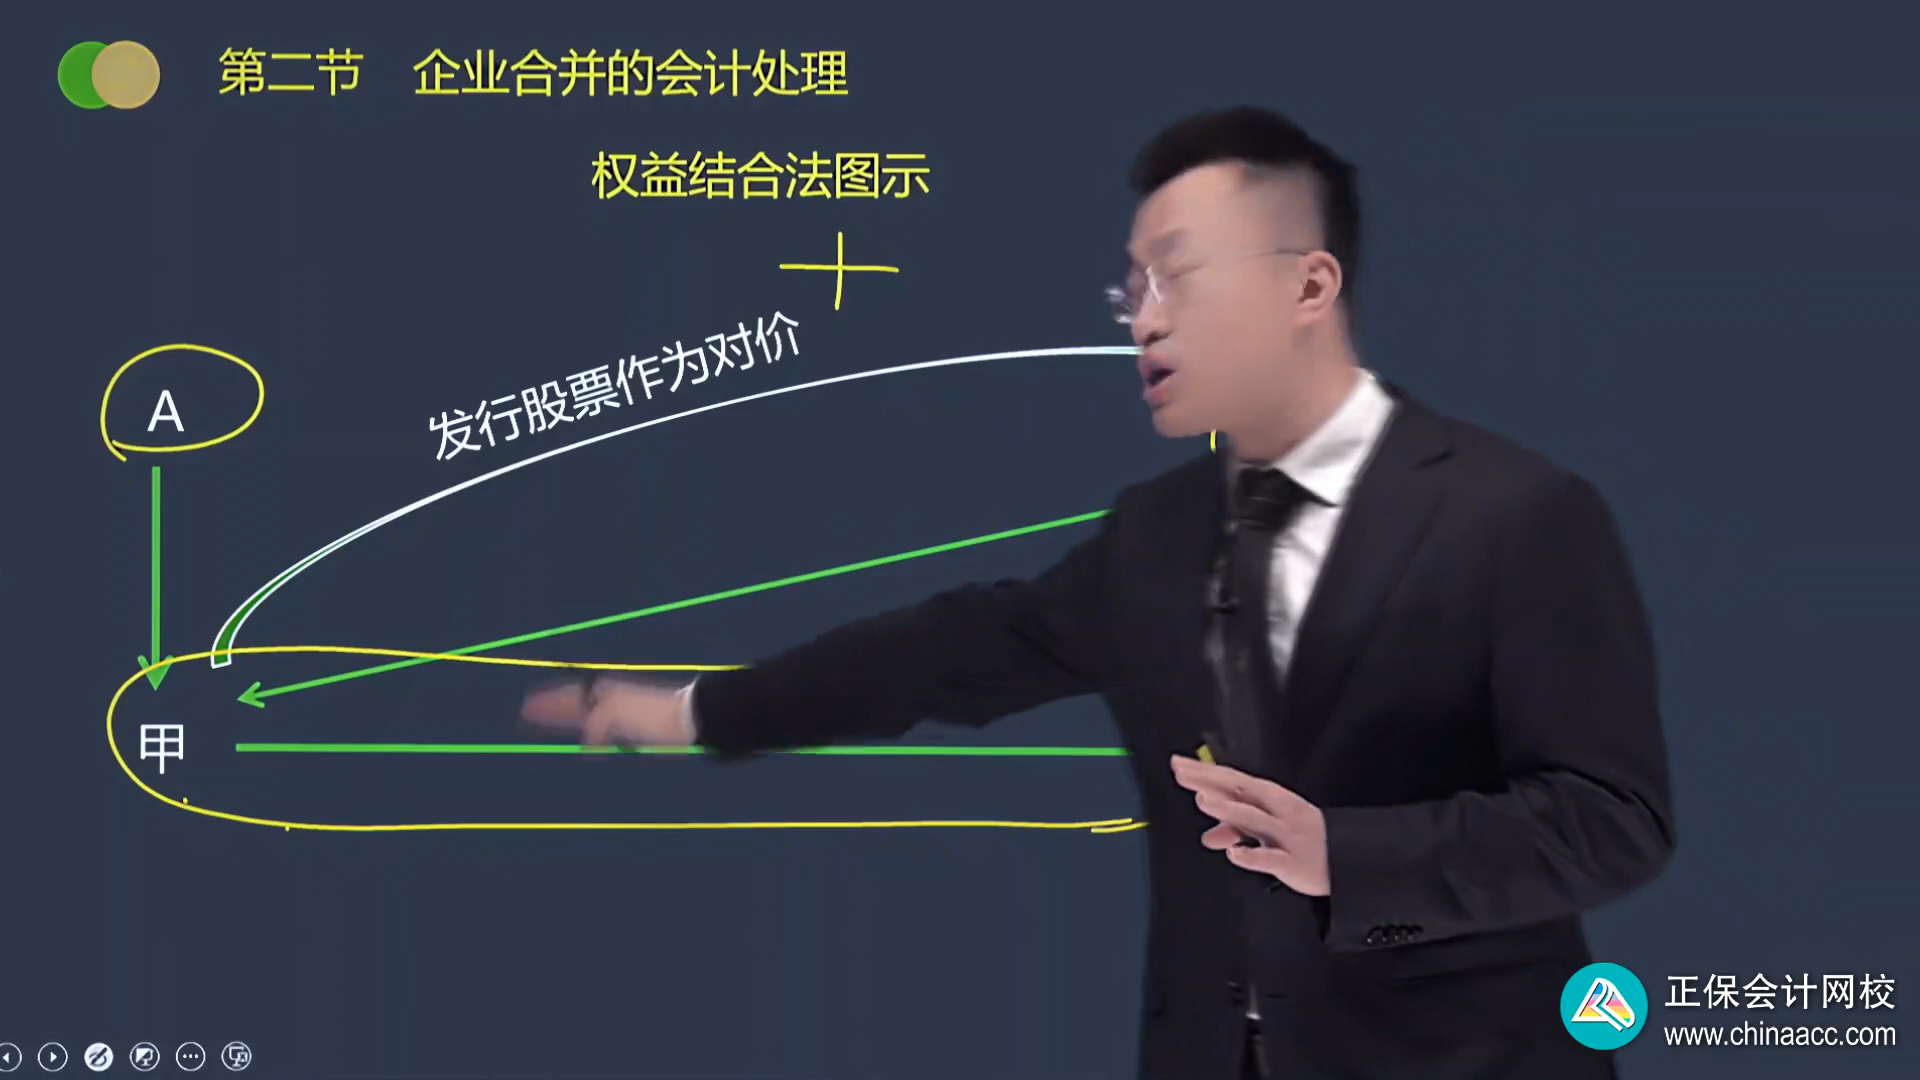 第二节 企业合并的会计处理
权益结合法图示
发行股票作为对价
A
甲
正保会计网校
www.chinaacc.com